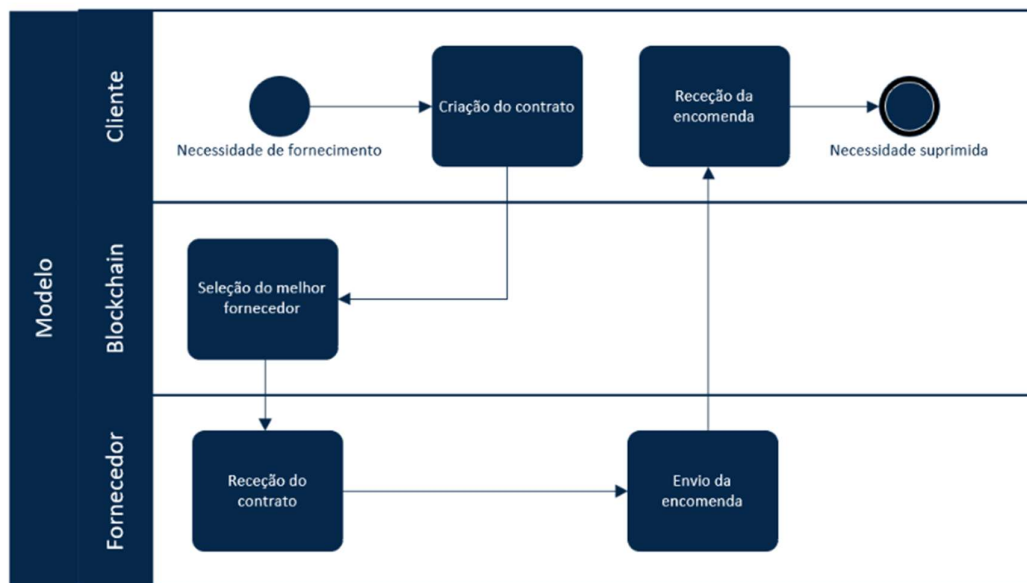 Modelo
Cliente
Necessidade de fornecimento
Criação do contrato
Receção da
encomenda
Necessidade suprimida
Blockchain
Seleção do melhor
fornecedor
Fornecedor
Receção do
contrato
Envio da
encomenda